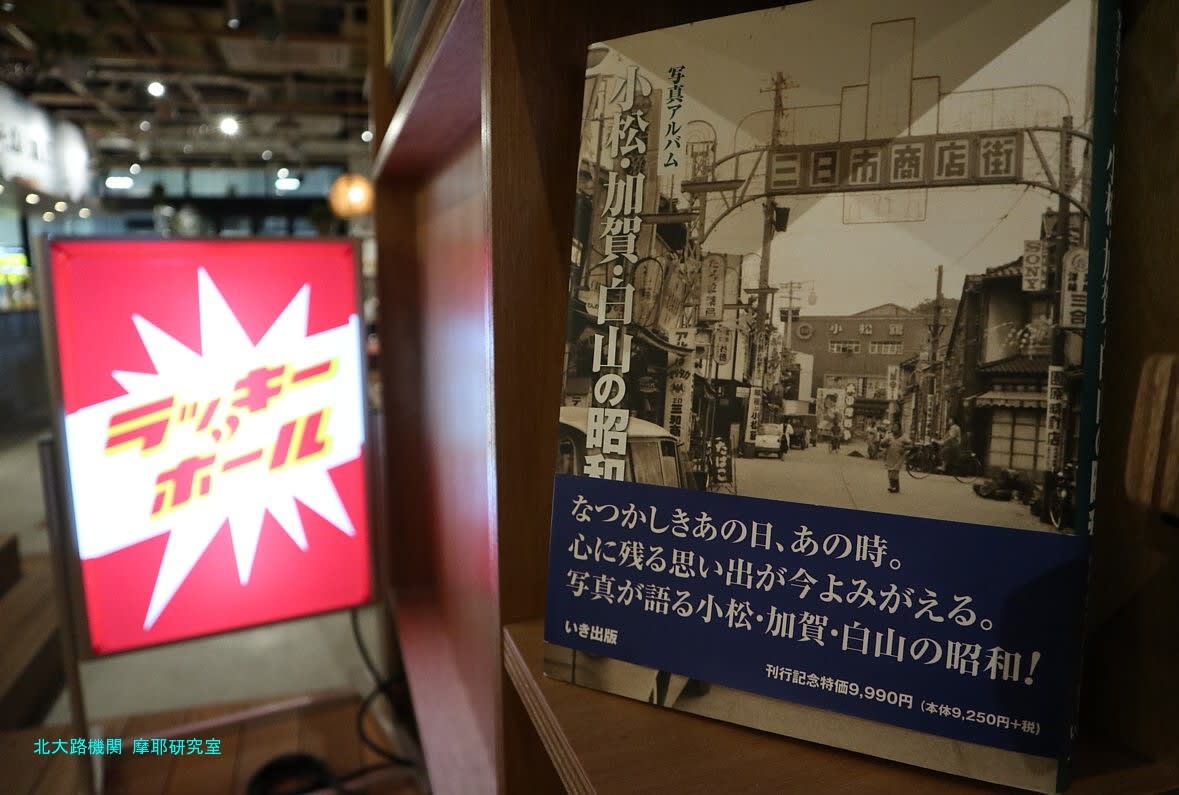 ラッキー
ボール
写真アルバム
小松・加賀・白山の昭和
三日市商店街
小松館
SONY
たばこ
なつかしきあの日、あの時。
心に残る思い出が今よみがえる。
写真が語る小松・加賀・白山の昭和！
いき出版
刊行記念特価9,990円（本体9,250円+税）
北大路機関 摩耶研究室